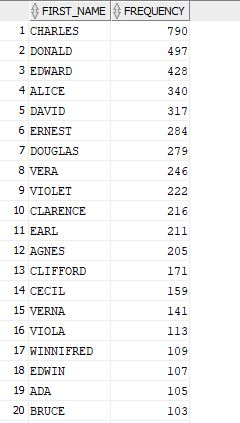 FIRST_NAME FREQUENCY
1 CHARLES 790
2 DONALD 497
3 EDWARD 428
4 ALICE 340
5 DAVID 317
6 ERNEST 284
7 DOUGLAS 279
8 VERA 246
9 VIOLET 222
10 CLARENCE 216
11 EARL 211
12 AGNES 205
13 CLIFFORD 171
14 CECIL 159
15 VERNA 141
16 VIOLA 113
17 WINNIFRED 109
18 EDWIN 107
19 ADA 105
20 BRUCE 103